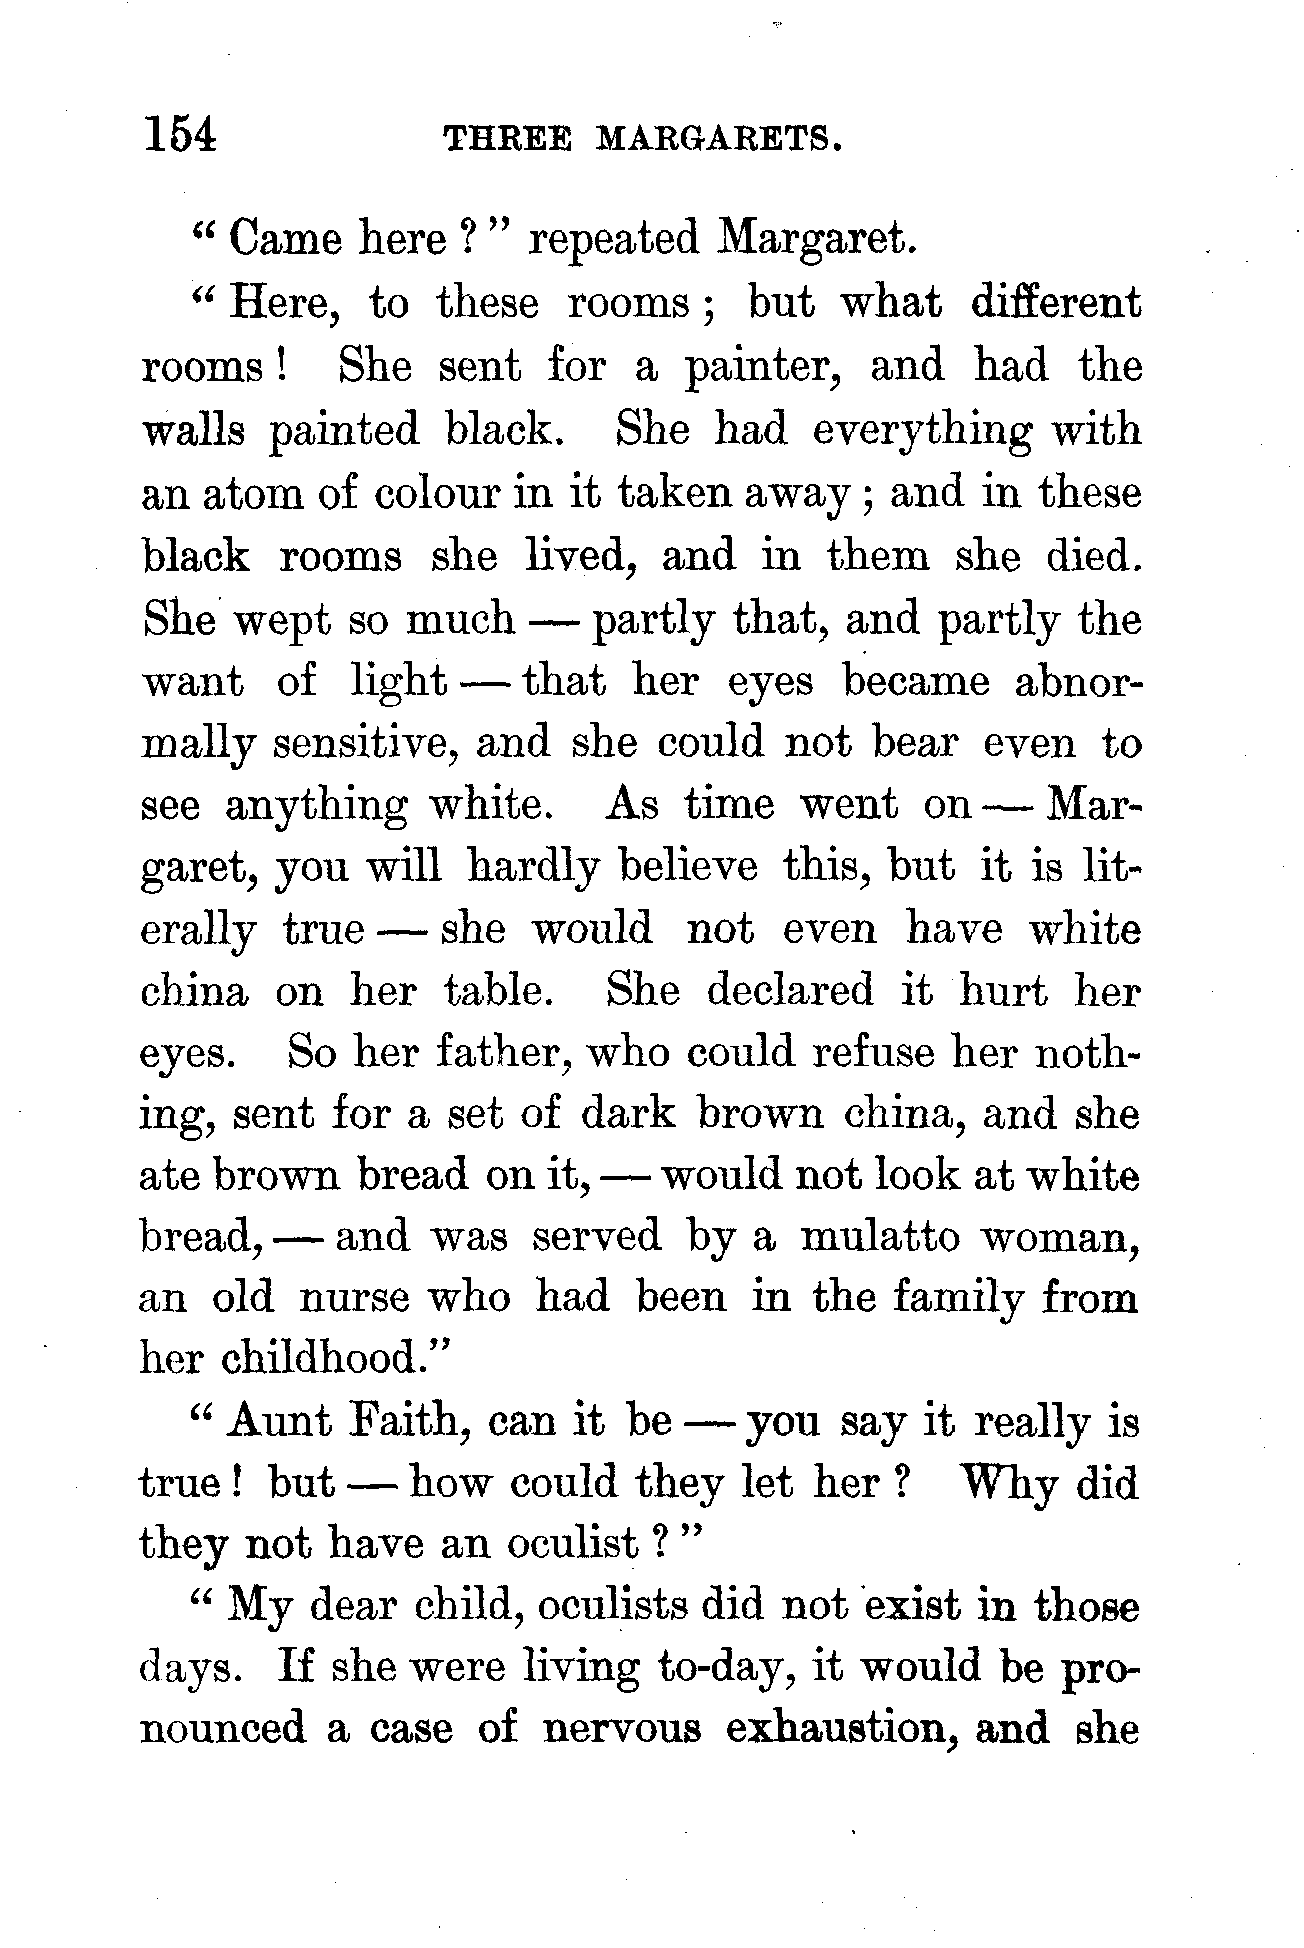 154 THREE MARGARETS.
“ Came here ? ” repeated Margaret.
“ Here, to these rooms ; but what different
rooms ! She sent for a painter, and had the
walls painted black. She had everything with
an atom of colour in it taken away ; and in these
black rooms she lived, and in them she died.
She wept so much — partly that, and partly the
want of light — that her eyes became abnor-
mally sensitive, and she could not bear even to
see anything white. As time went on — Mar-
garet, you will hardly believe this, but it is lit-
erally true — she would not even have white
china on her table. She declared it hurt her
eyes. So her father, who could refuse her noth-
ing, sent for a set of dark brown china, and she
ate brown bread on it, — would not look at white
bread, — and was served by a mulatto woman,
an old nurse who had been in the family from
her childhood.”
“ Aunt Faith, can it be — you say it really is
true ! but — how could they let her ? Why did
they not have an oculist ? ”
“ My dear child, oculists did not exist in those
days. If she were living to-day, it would be pro-
nounced a case of nervous exhaustion, and she